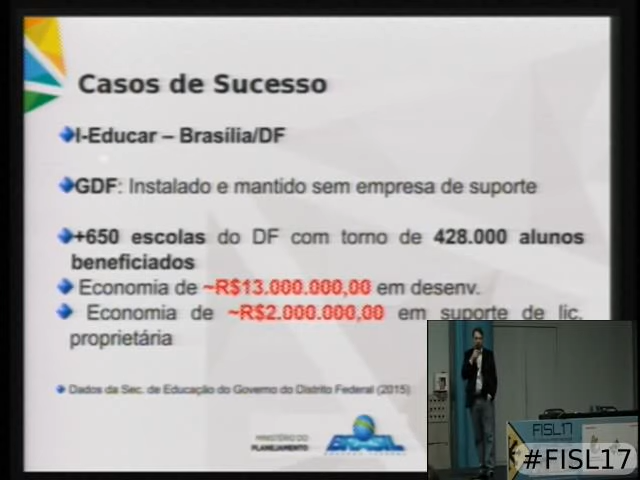 Casos de Sucesso
I-Educar – Brasília/DF
GDF: Instalado e mantido sem empresa de suporte
+650 escolas do DF com torno de 428.000 alunos
beneficiados
Economia de ~R$13.000.000,00 em desenv.
Economia de ~R$2.000.000,00 em suporte de lic.
proprietária
Dados da Sec. de Educação do Governo do Distrito Federal (2015)
MINISTÉRIO DO
PLANEJAMENTO
BRASIL
FISL17
#FISL17